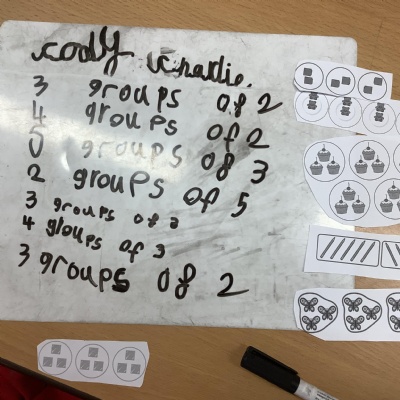 cody Charlie.
3 groups of 2
4 groups of 2
5 groups of 3
2 groups of 5
3 groups of 3
4 groups of 3
3 groups of 2